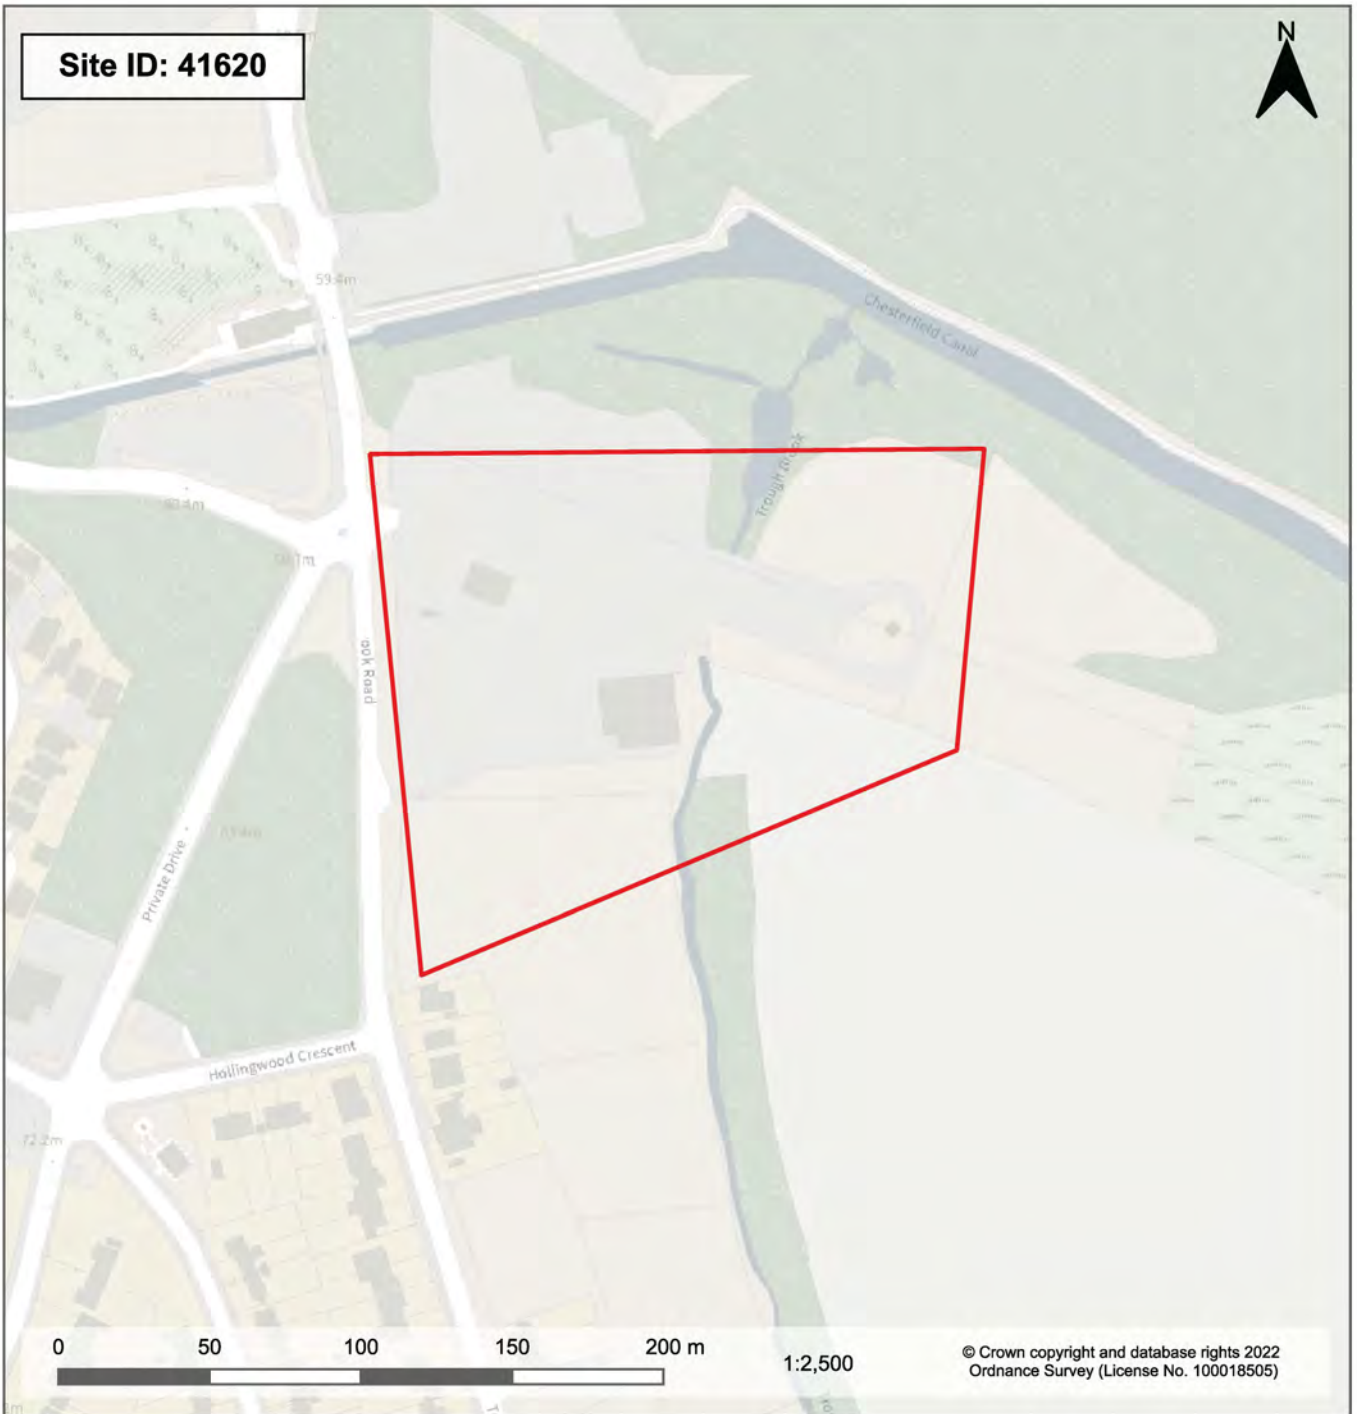 Site ID: 41620
N
59.4m
Chesterfield Canal
Trough Brook
60.4m
ook Road
Private Drive
Hollingwood Crescent
72.2m
0 50 100 150 200 m
1:2,500
© Crown copyright and database rights 2022
Ordnance Survey (License No. 100018505)